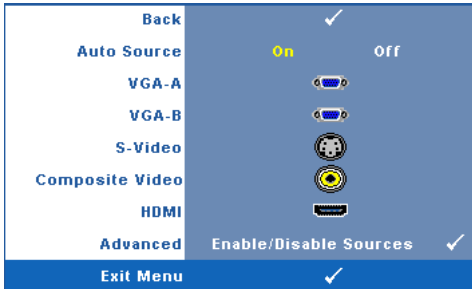 Back
Auto Source On Off
VGA-A
VGA-B
S-Video
Composite Video
HDMI
Advanced Enable/Disable Sources
Exit Menu